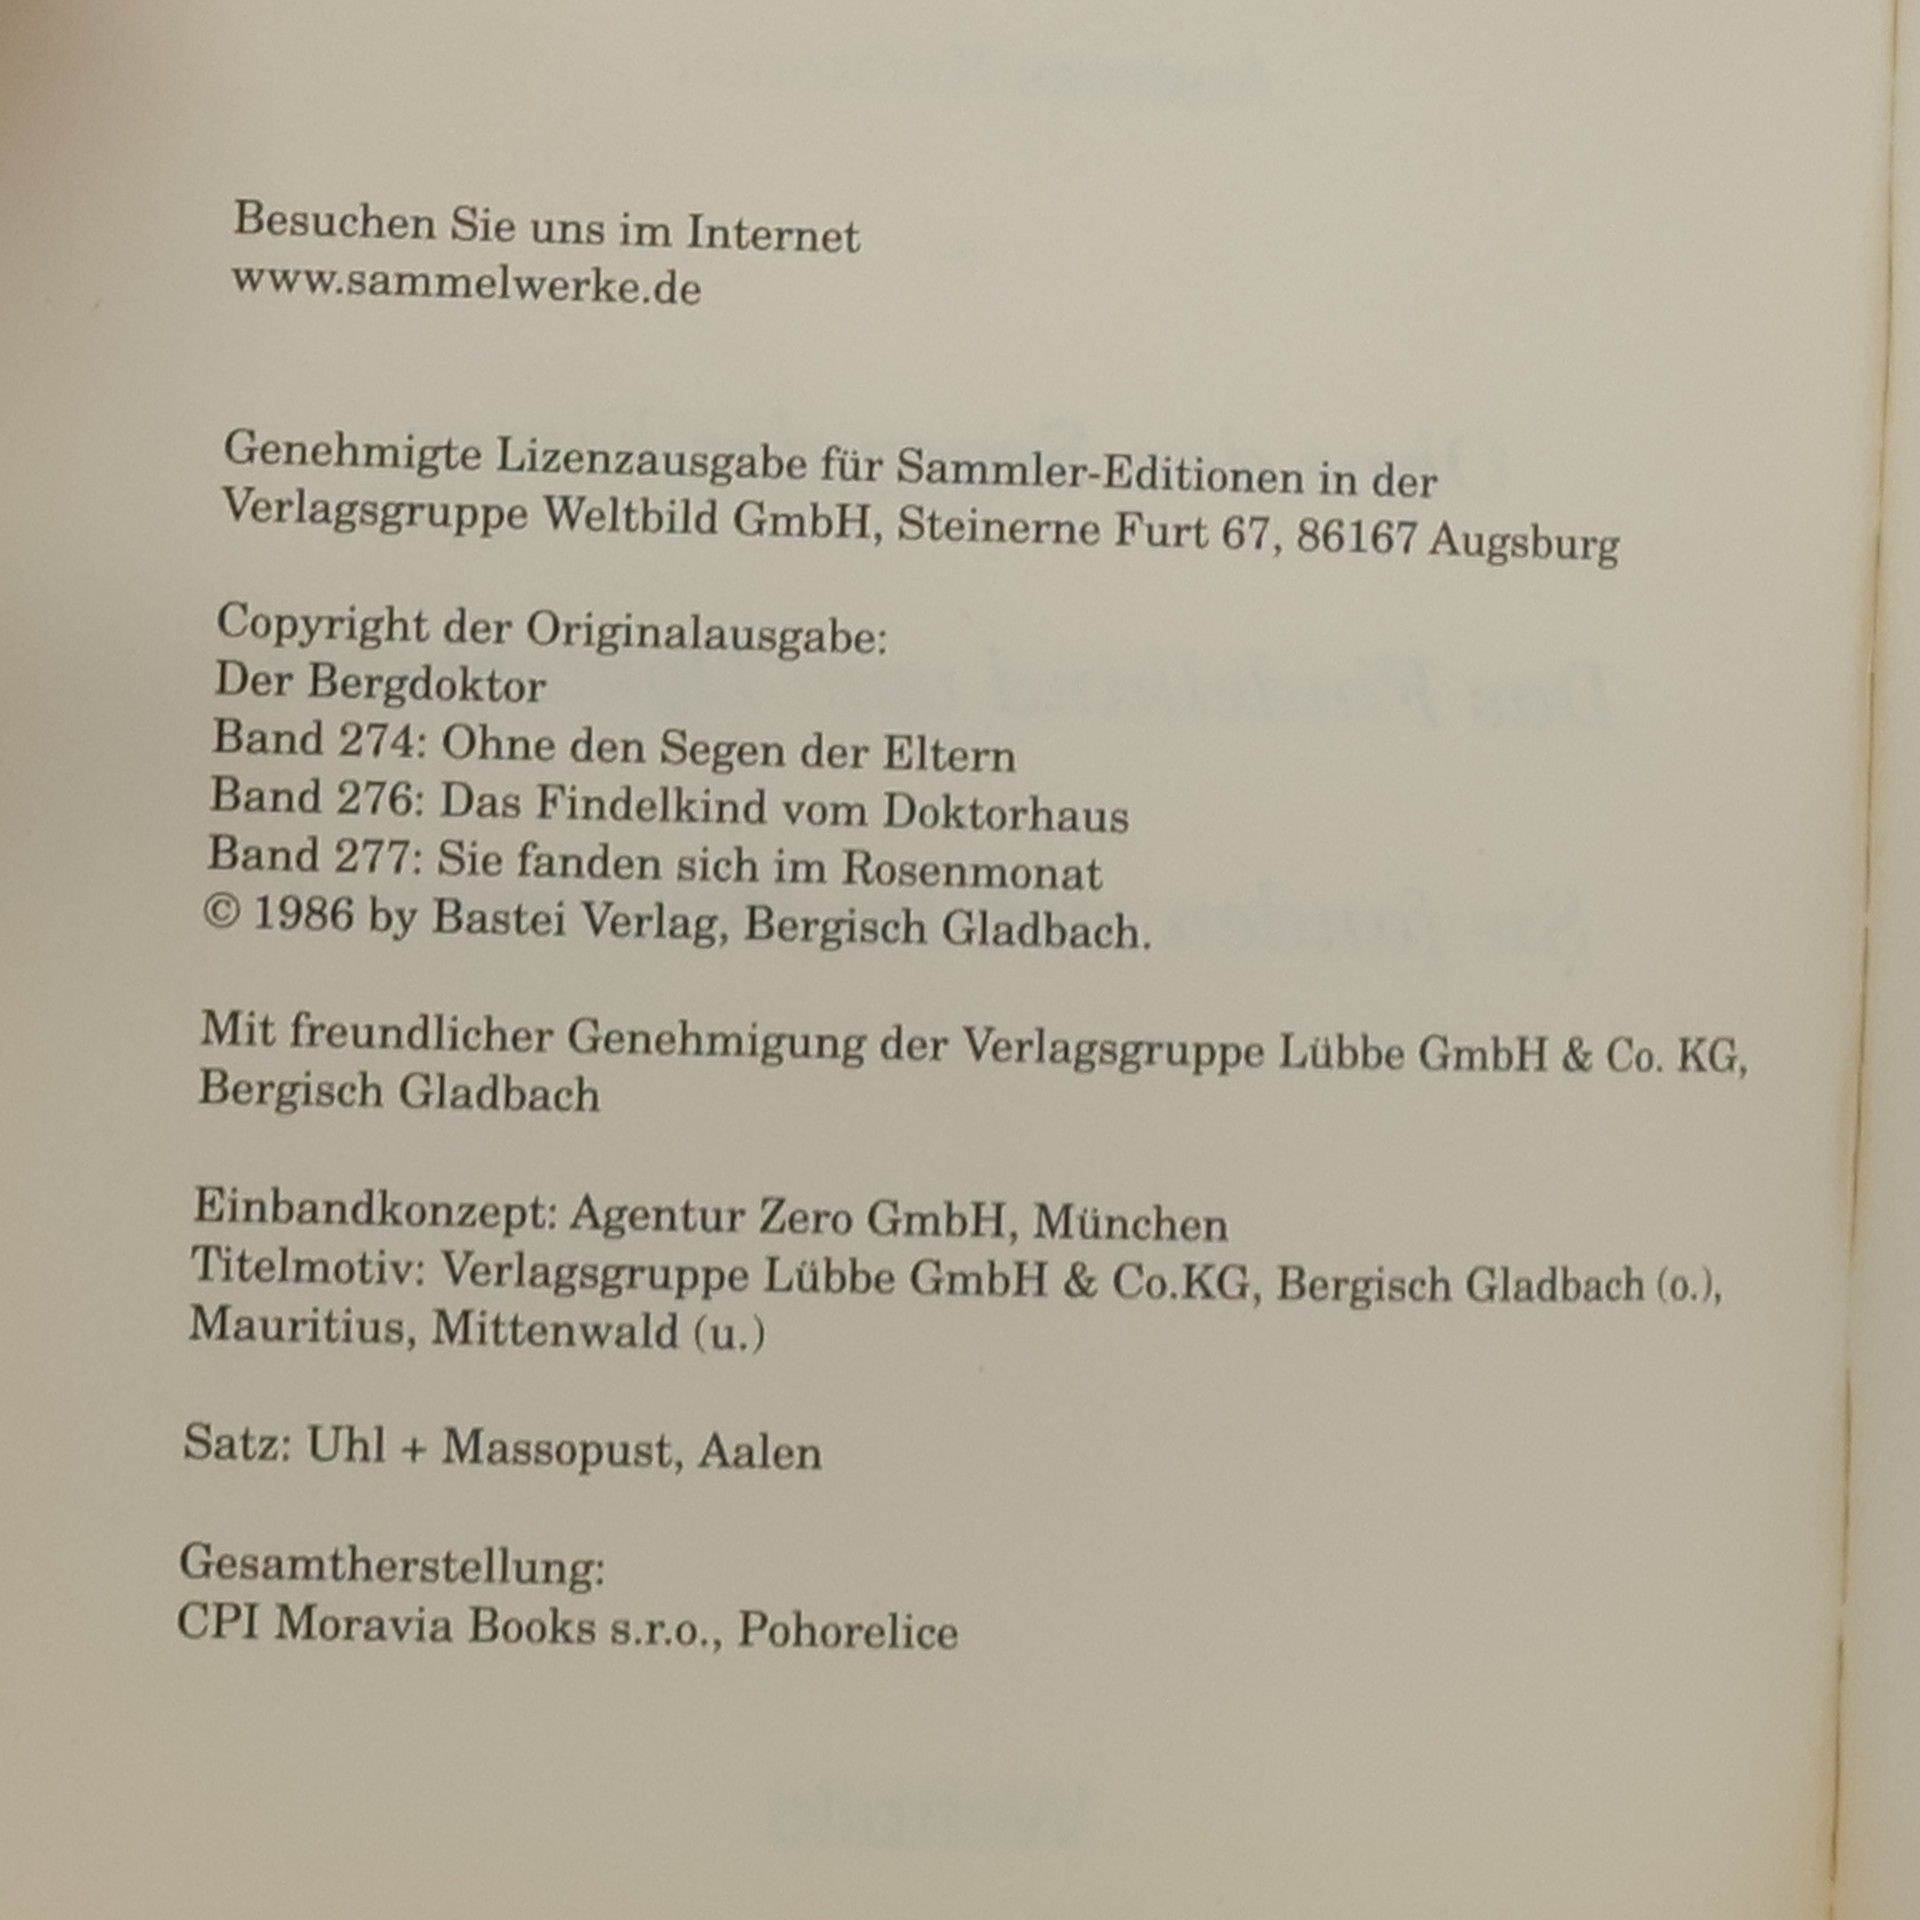 Besuchen Sie uns im Internet
www.sammelwerke.de
Genehmigte Lizenzausgabe für Sammler-Editionen in der
Verlagsgruppe Weltbild GmbH, Steinerne Furt 67, 86167 Augsburg
Copyright der Originalausgabe:
Der Bergdoktor
Band 274: Ohne den Segen der Eltern
Band 276: Das Findelkind vom Doktorhaus
Band 277: Sie fanden sich im Rosenmonat
© 1986 by Bastei Verlag, Bergisch Gladbach.
Mit freundlicher Genehmigung der Verlagsgruppe Lübbe GmbH & Co. KG,
Bergisch Gladbach
Einbandkonzept: Agentur Zero GmbH, München
Titelmotiv: Verlagsgruppe Lübbe GmbH & Co.KG, Bergisch Gladbach (o.),
Mauritius, Mittenwald (u.)
Satz: Uhl + Massopust, Aalen
Gesamtherstellung:
CPI Moravia Books s.r.o., Pohorelice